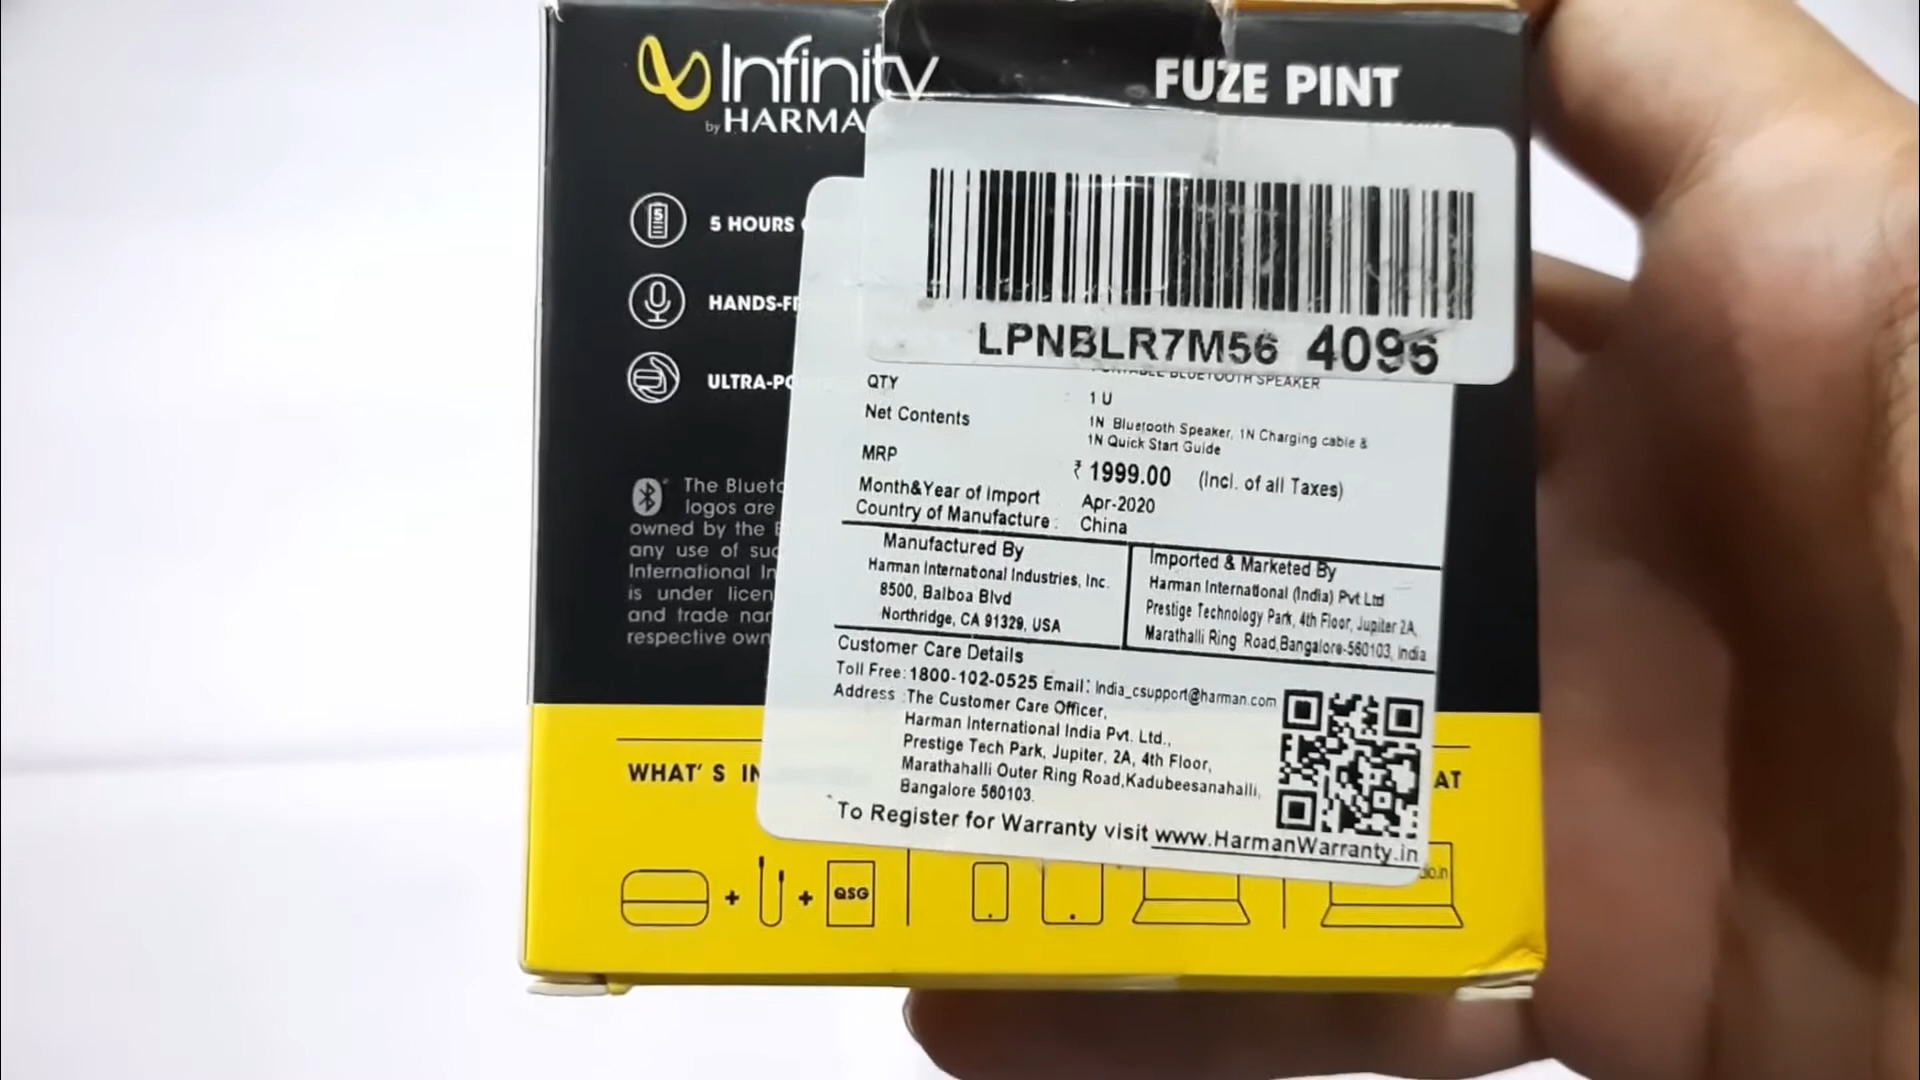 Infinity
by HARMA
FUZE PINT
5 HOURS
HANDS-FR
ULTRA-PO
LPNBLR7M56 4096
PORTABLE BLUETOOTH SPEAKER
QTY : 1 U
Net Contents 1N Bluetooth Speaker, 1N Charging cable &
1N Quick Start Guide
MRP ₹ 1999.00 (Incl. of all Taxes)
Month&Year of Import Apr-2020
Country of Manufacture : China
Manufactured By
Harman International Industries, Inc.
8500, Balboa Blvd
Northridge, CA 91329, USA
Imported & Marketed By
Harman International (India) Pvt Ltd
Prestige Technology Park, 4th Floor, Jupiter 2A,
Marathalli Ring Road,Bangalore-560103, India
Customer Care Details
Toll Free: 1800-102-0525 Email: India_csupport@harman.com
Address : The Customer Care Officer,
Harman International India Pvt. Ltd.,
Prestige Tech Park, Jupiter, 2A, 4th Floor,
Marathahalli Outer Ring Road,Kadubeesanahalli,
Bangalore 560103.
To Register for Warranty visit www.HarmanWarranty.in
The Blueto
logos are
owned by the
any use of suc
International In
is under licen
and trade nar
respective own
WHAT' S IN
AT
QSG
dio.in